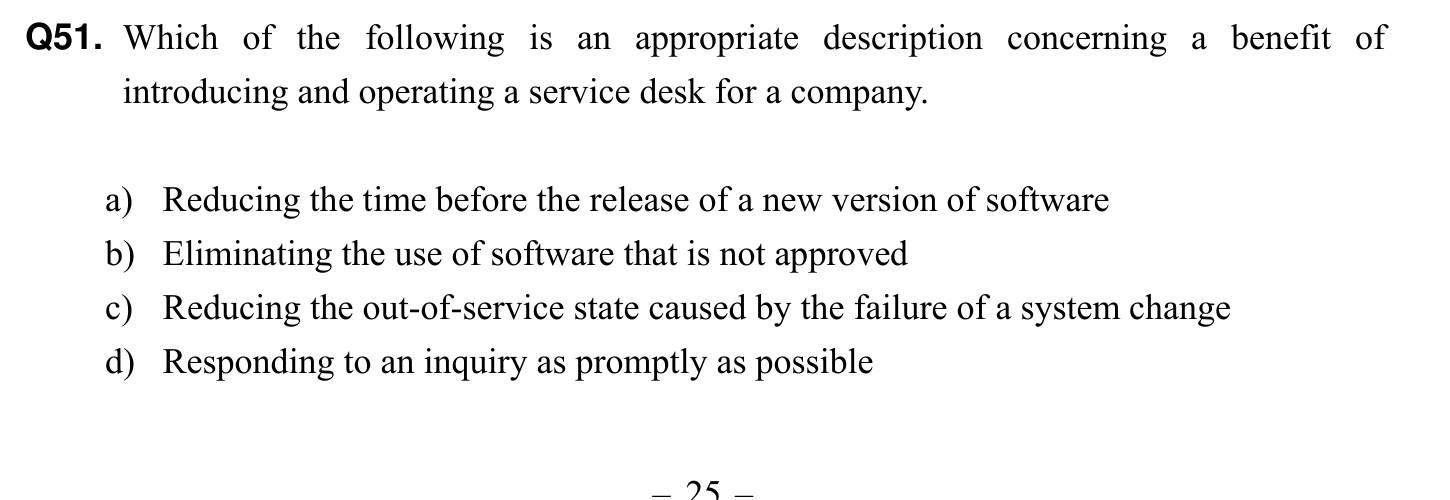 Q51. Which of the following is an appropriate description concerning a benefit of
introducing and operating a service desk for a company.
a) Reducing the time before the release of a new version of software
b) Eliminating the use of software that is not approved
c) Reducing the out-of-service state caused by the failure of a system change
d) Responding to an inquiry as promptly as possible
– 25 –